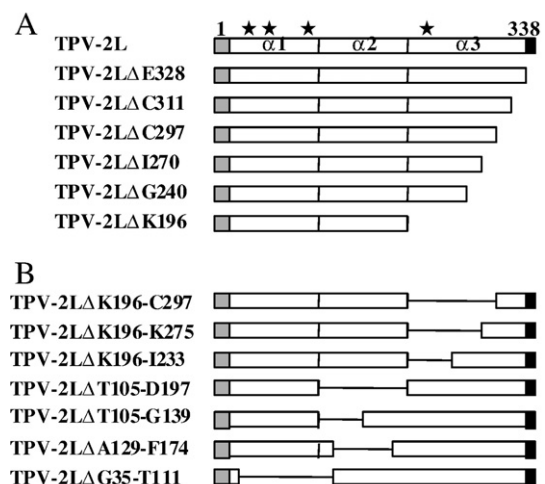 A
1 ★ ★ ★ ★ 338
TPV-2L α1 α2 α3
TPV-2LΔE328
TPV-2LΔC311
TPV-2LΔC297
TPV-2LΔI270
TPV-2LΔG240
TPV-2LΔK196
B
TPV-2LΔK196-C297
TPV-2LΔK196-K275
TPV-2LΔK196-I233
TPV-2LΔT105-D197
TPV-2LΔT105-G139
TPV-2LΔA129-F174
TPV-2LΔG35-T111